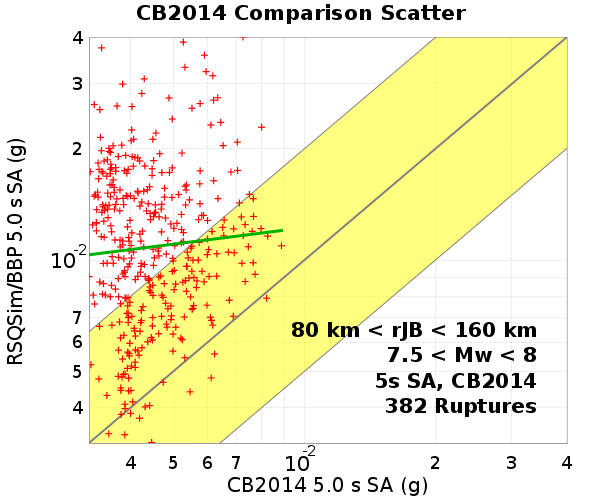 CB2014 Comparison Scatter
4
3
2
10-2
7
6
5
4
RSQSim/BBP 5.0 s SA (g)
80 km < rJB < 160 km
7.5 < Mw < 8
5s SA, CB2014
382 Ruptures
4 5 6 7 10-2 2 3 4
CB2014 5.0 s SA (g)